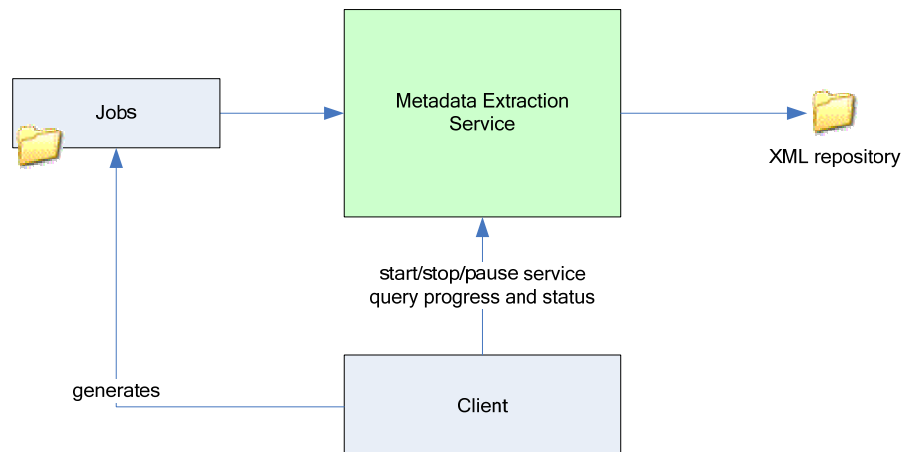 Jobs
Metadata Extraction
Service
XML repository
start/stop/pause service
query progress and status
generates
Client